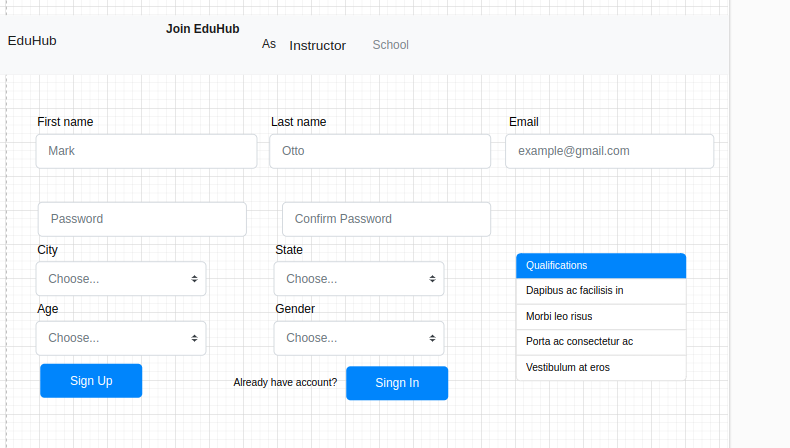 EduHub
Join EduHub
As Instructor School
First name Last name Email
Mark Otto example@gmail.com
Password Confirm Password
City State
Choose... Choose...
Qualifications
Dapibus ac facilisis in
Morbi leo risus
Porta ac consectetur ac
Vestibulum at eros
Age Gender
Choose... Choose...
Sign Up Already have account? Singn In